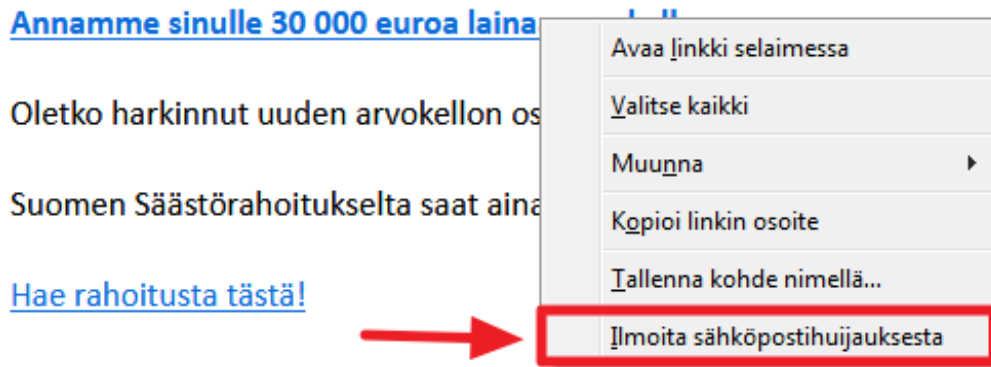 Annamme sinulle 30 000 euroa
Oletko harkinnut uuden arvokellon
Suomen Säästörahoitukselta saat
Hae rahoitusta tästä!
Avaa linkki selaimessa
Valitse kaikki
Muunna
Kopioi linkin osoite
Tallenna kohde nimellä...
Ilmoita sähköpostihuijauksesta